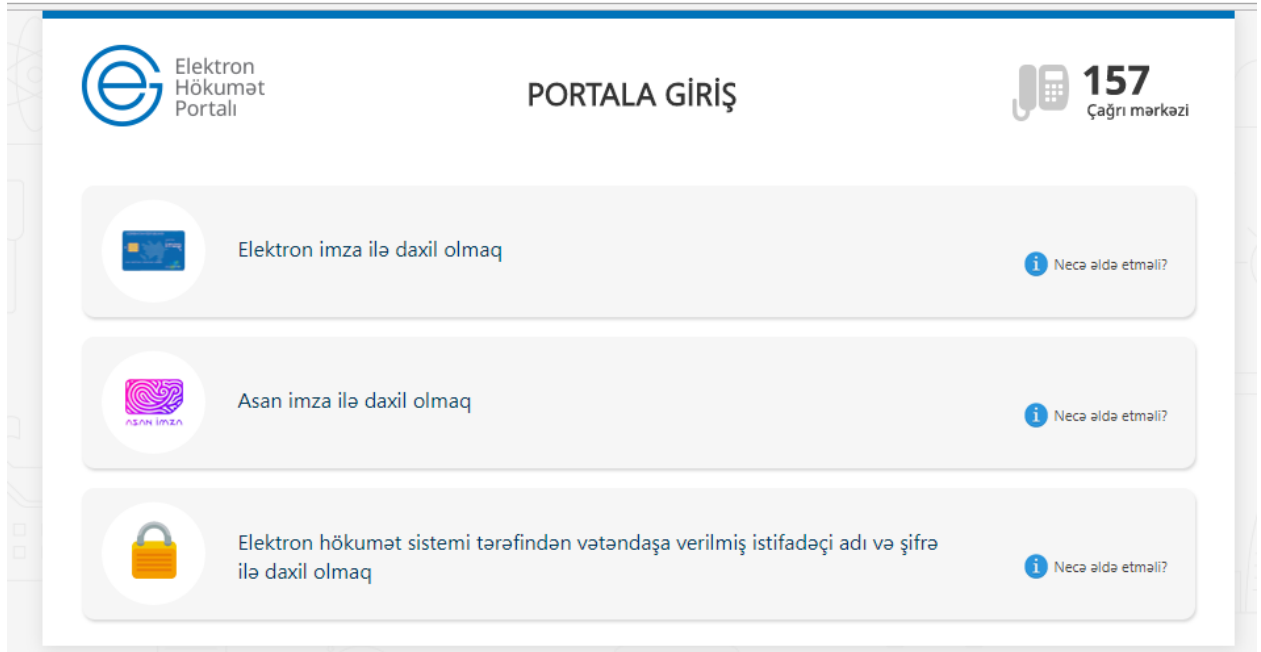 Elektron
Hökumət
Portalı
PORTALA GİRİŞ
157
Çağrı mərkəzi
Elektron imza ilə daxil olmaq
Necə əldə etməli?
ASAN İMZA
Asan imza ilə daxil olmaq
Necə əldə etməli?
Elektron hökumət sistemi tərəfindən vətəndaşa verilmiş istifadəçi adı və şifrə
ilə daxil olmaq
Necə əldə etməli?